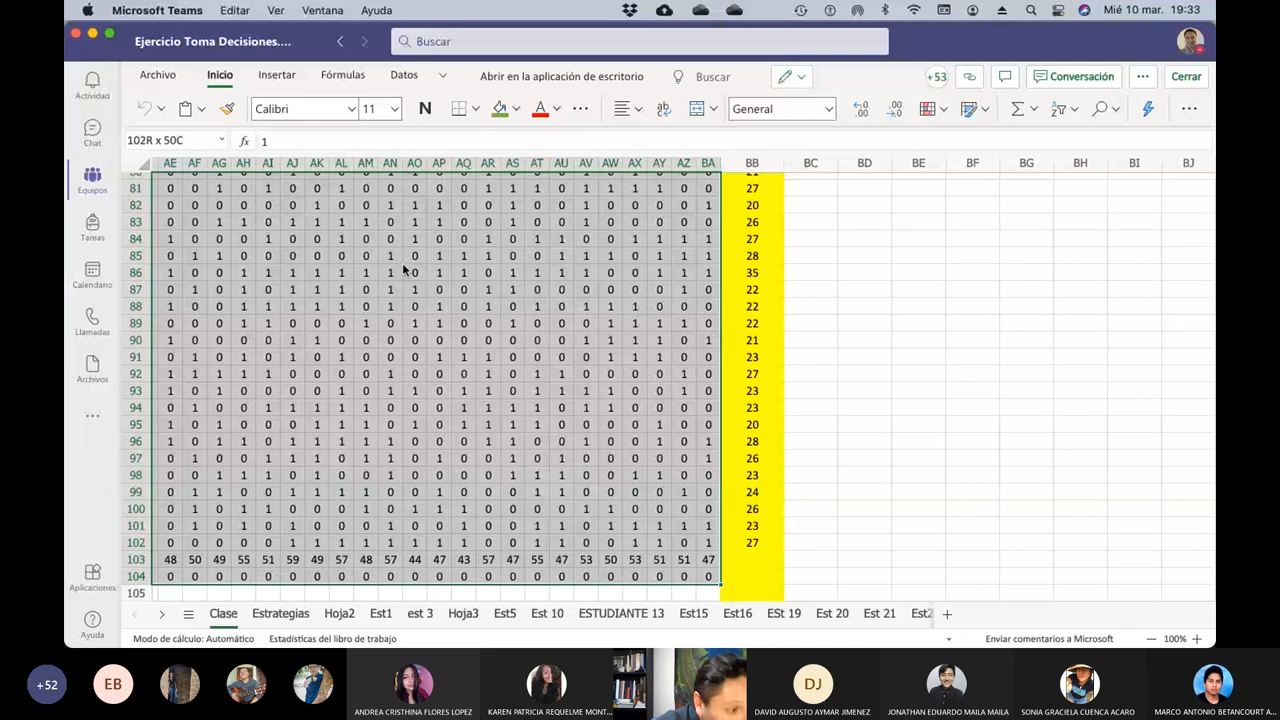 Microsoft Teams Editar Ver Ventana Ayuda Mié 10 mar. 19:33
Ejercicio Toma Decisiones.... Buscar
Archivo Inicio Insertar Fórmulas Datos Abrir en la aplicación de escritorio Buscar +53 Conversación Cerrar
Calibri 11 N General
102R x 50C fx 1
AE AF AG AH AI AJ AK AL AM AN AO AP AQ AR AS AT AU AV AW AX AY AZ BA BB BC BD BE BF BG BH BI BJ
81 0 0 1 0 1 0 0 1 0 1 0 0 0 1 1 1 1 0 1 1 1 0 0 27
82 0 0 0 0 0 0 1 0 0 1 1 1 0 0 1 0 0 1 0 0 0 0 1 20
83 0 0 1 1 0 1 1 1 1 0 1 0 0 1 1 0 1 0 0 1 0 0 0 26
84 1 0 0 0 1 0 0 1 0 0 1 0 0 1 0 1 1 0 0 1 1 1 1 27
85 0 1 1 0 0 0 0 0 0 1 0 1 1 1 0 1 1 0 0 1 1 1 1 28
86 1 0 0 1 1 1 1 1 1 1 0 1 1 0 1 1 1 0 0 1 1 1 1 35
87 0 1 0 0 1 1 0 1 0 1 1 0 1 0 1 0 0 1 0 0 0 1 0 22
88 1 0 0 1 1 1 1 0 1 0 1 0 1 1 0 1 0 1 1 0 0 0 0 22
89 0 0 0 1 1 0 0 0 1 0 1 1 0 0 1 0 0 0 1 1 1 1 0 22
90 1 0 0 0 0 1 1 0 0 1 1 0 0 0 0 0 0 1 1 1 0 1 1 21
91 0 1 0 0 0 1 0 1 0 0 1 1 1 1 0 0 0 0 1 1 1 0 0 23
92 1 1 1 1 0 0 1 0 0 1 1 1 0 0 1 0 0 0 1 1 0 1 0 27
93 1 0 1 0 0 0 0 1 0 1 1 0 1 0 0 1 1 1 1 0 0 1 0 23
94 0 1 0 0 1 1 1 1 1 0 0 0 1 1 1 1 0 1 1 0 0 0 0 23
95 0 1 0 0 0 1 1 1 1 0 1 0 0 1 1 0 1 0 0 1 0 0 0 20
96 1 0 1 0 1 1 1 1 0 1 0 0 0 1 1 0 1 1 0 0 1 0 1 28
97 0 1 0 0 1 1 0 1 1 0 0 1 0 0 0 0 0 1 0 0 0 0 1 26
98 0 0 1 1 0 1 1 0 1 0 0 1 0 0 1 1 1 1 0 0 1 0 0 23
99 0 1 1 0 0 1 1 1 1 0 0 1 0 0 0 1 1 0 0 0 0 1 0 24
100 0 1 0 1 1 0 1 0 0 1 1 0 0 1 0 0 0 1 1 0 0 0 0 26
101 0 1 0 1 0 1 0 0 0 1 0 0 1 1 0 1 1 0 1 1 1 1 1 23
102 0 0 0 0 0 1 1 1 1 1 0 0 1 0 0 1 1 1 0 0 0 0 1 27
103 48 50 49 55 51 59 49 57 48 57 44 47 43 57 47 55 47 53 50 53 51 51 47
104 0 0 0 0 0 0 0 0 0 0 0 0 0 0 0 0 0 0 0 0 0 0 0
105
Actividad
Chat
Equipos
Tareas
Calendario
Llamadas
Archivos
Aplicaciones
Ayuda
Clase Estrategias Hoja2 Est1 est 3 Hoja3 Est5 Est 10 ESTUDIANTE 13 Est15 Est16 ESt 19 Est 20 Est 21 Est2
Modo de cálculo: Automático Estadísticas del libro de trabajo Enviar comentarios a Microsoft 100%
+52 EB DJ
ANDREA CRISTHINA FLORES LOPEZ KAREN PATRICIA REQUELME MONT... DAVID AUGUSTO AYMAR JIMENEZ JONATHAN EDUARDO MAILA MAILA SONIA GRACIELA CUENCA ACARO MARCO ANTONIO BETANCOURT A...